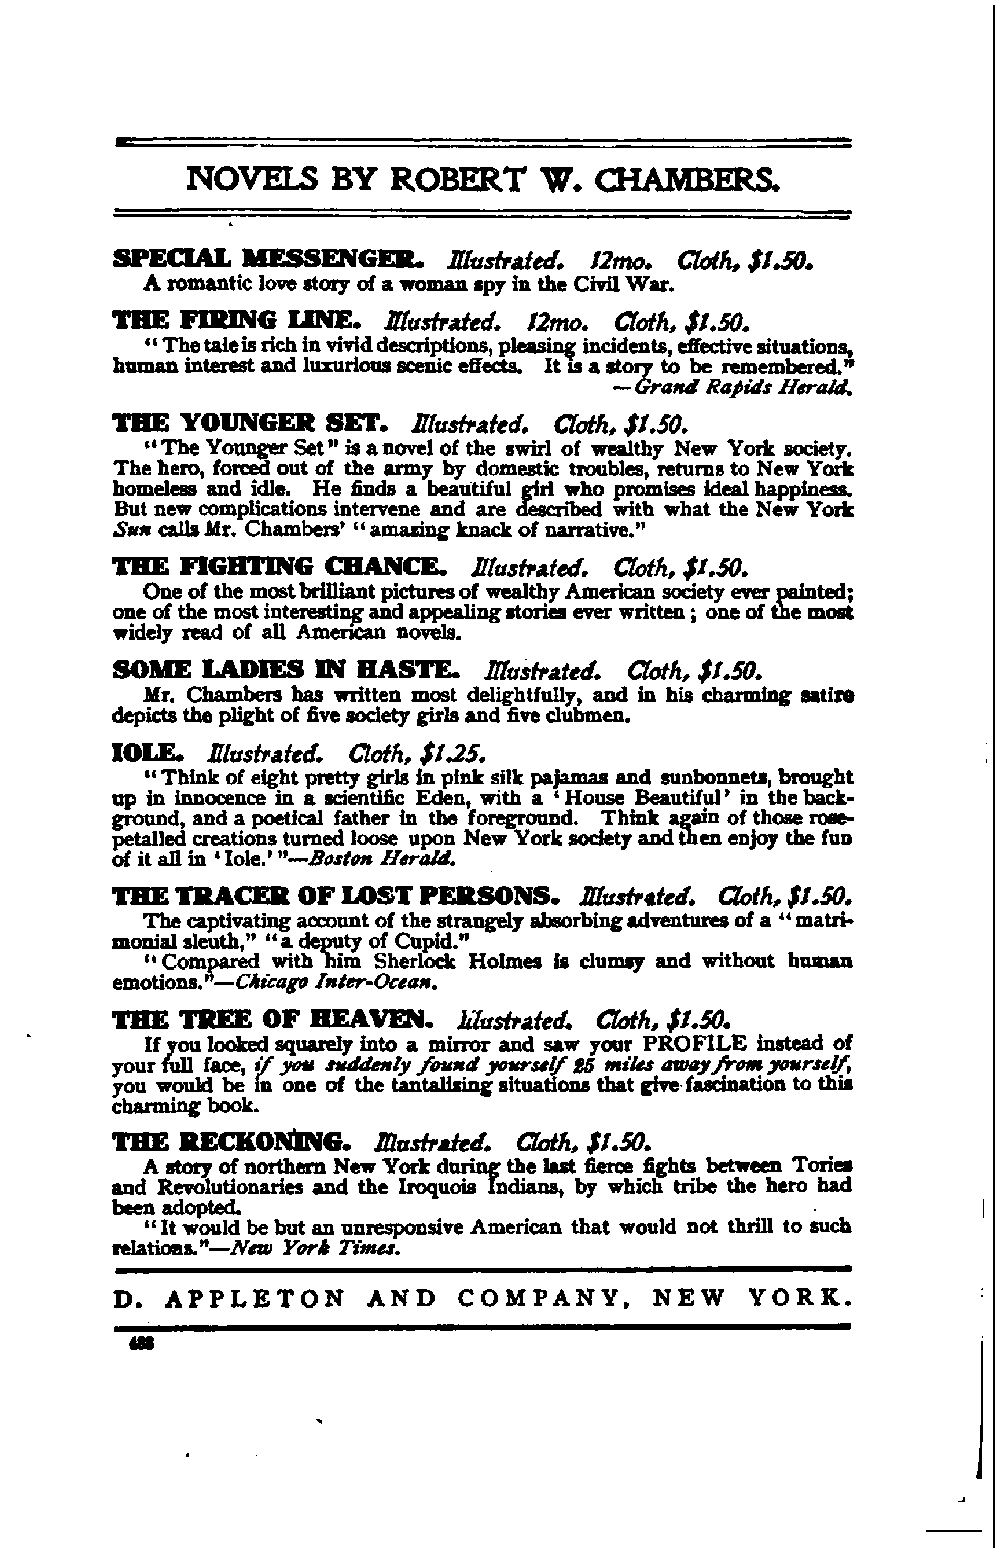 NOVELS BY ROBERT W. CHAMBERS.
SPECIAL MESSENGER. Illustrated. 12mo. Cloth, $1.50.
A romantic love story of a woman spy in the Civil War.
THE FIRING LINE. Illustrated. 12mo. Cloth, $1.50.
"The tale is rich in vivid descriptions, pleasing incidents, effective situations,
human interest and luxurious scenic effects. It is a story to be remembered."
—Grand Rapids Herald.
THE YOUNGER SET. Illustrated. Cloth, $1.50.
"The Younger Set" is a novel of the swirl of wealthy New York society.
The hero, forced out of the army by domestic troubles, returns to New York
homeless and idle. He finds a beautiful girl who promises ideal happiness.
But new complications intervene and are described with what the New York
Sun calls Mr. Chambers' "amazing knack of narrative."
THE FIGHTING CHANCE. Illustrated. Cloth, $1.50.
One of the most brilliant pictures of wealthy American society ever painted;
one of the most interesting and appealing stories ever written; one of the most
widely read of all American novels.
SOME LADIES IN HASTE. Illustrated. Cloth, $1.50.
Mr. Chambers has written most delightfully, and in his charming satire
depicts the plight of five society girls and five clubmen.
IOLE. Illustrated. Cloth, $1.25.
"Think of eight pretty girls in pink silk pajamas and sunbonnets, brought
up in innocence in a scientific Eden, with a 'House Beautiful' in the back-
ground, and a poetical father in the foreground. Think again of those rose-
petalled creations turned loose upon New York society and then enjoy the fun
of it all in 'Iole.'"—Boston Herald.
THE TRACER OF LOST PERSONS. Illustrated. Cloth, $1.50.
The captivating account of the strangely absorbing adventures of a "matri-
monial sleuth," "a deputy of Cupid."
"Compared with him Sherlock Holmes is clumsy and without human
emotions."—Chicago Inter-Ocean.
THE TREE OF HEAVEN. Illustrated. Cloth, $1.50.
If you looked squarely into a mirror and saw your PROFILE instead of
your full face, if you suddenly found yourself 25 miles away from yourself,
you would be in one of the tantalising situations that give fascination to this
charming book.
THE RECKONING. Illustrated. Cloth, $1.50.
A story of northern New York during the last fierce fights between Tories
and Revolutionaries and the Iroquois Indians, by which tribe the hero had
been adopted.
"It would be but an unresponsive American that would not thrill to such
relations."—New York Times.
D. APPLETON AND COMPANY, NEW YORK.